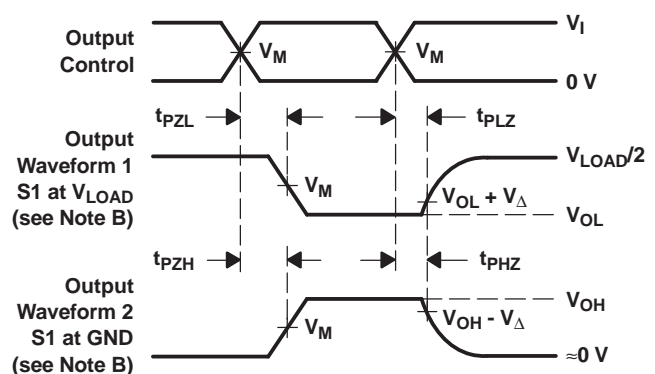 Output
Control
V_M
V_M
V_I
0 V
t_PZL
t_PLZ
Output
Waveform 1
S1 at V_LOAD
(see Note B)
V_M
V_OL + V_Δ
V_LOAD/2
V_OL
t_PZH
t_PHZ
Output
Waveform 2
S1 at GND
(see Note B)
V_M
V_OH - V_Δ
V_OH
≈0 V